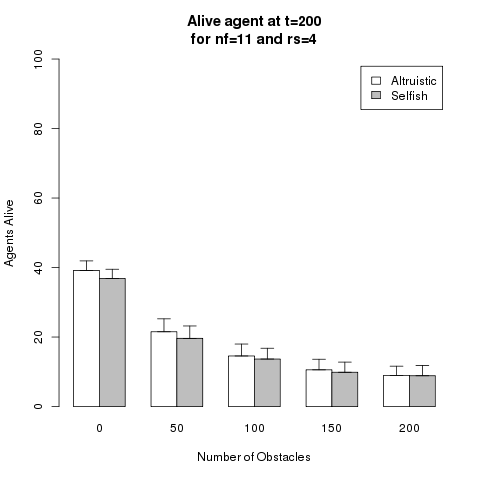 Alive agent at t=200
for nf=11 and rs=4
Altruistic
Selfish
100
80
60
40
20
0
Agents Alive
0 50 100 150 200
Number of Obstacles